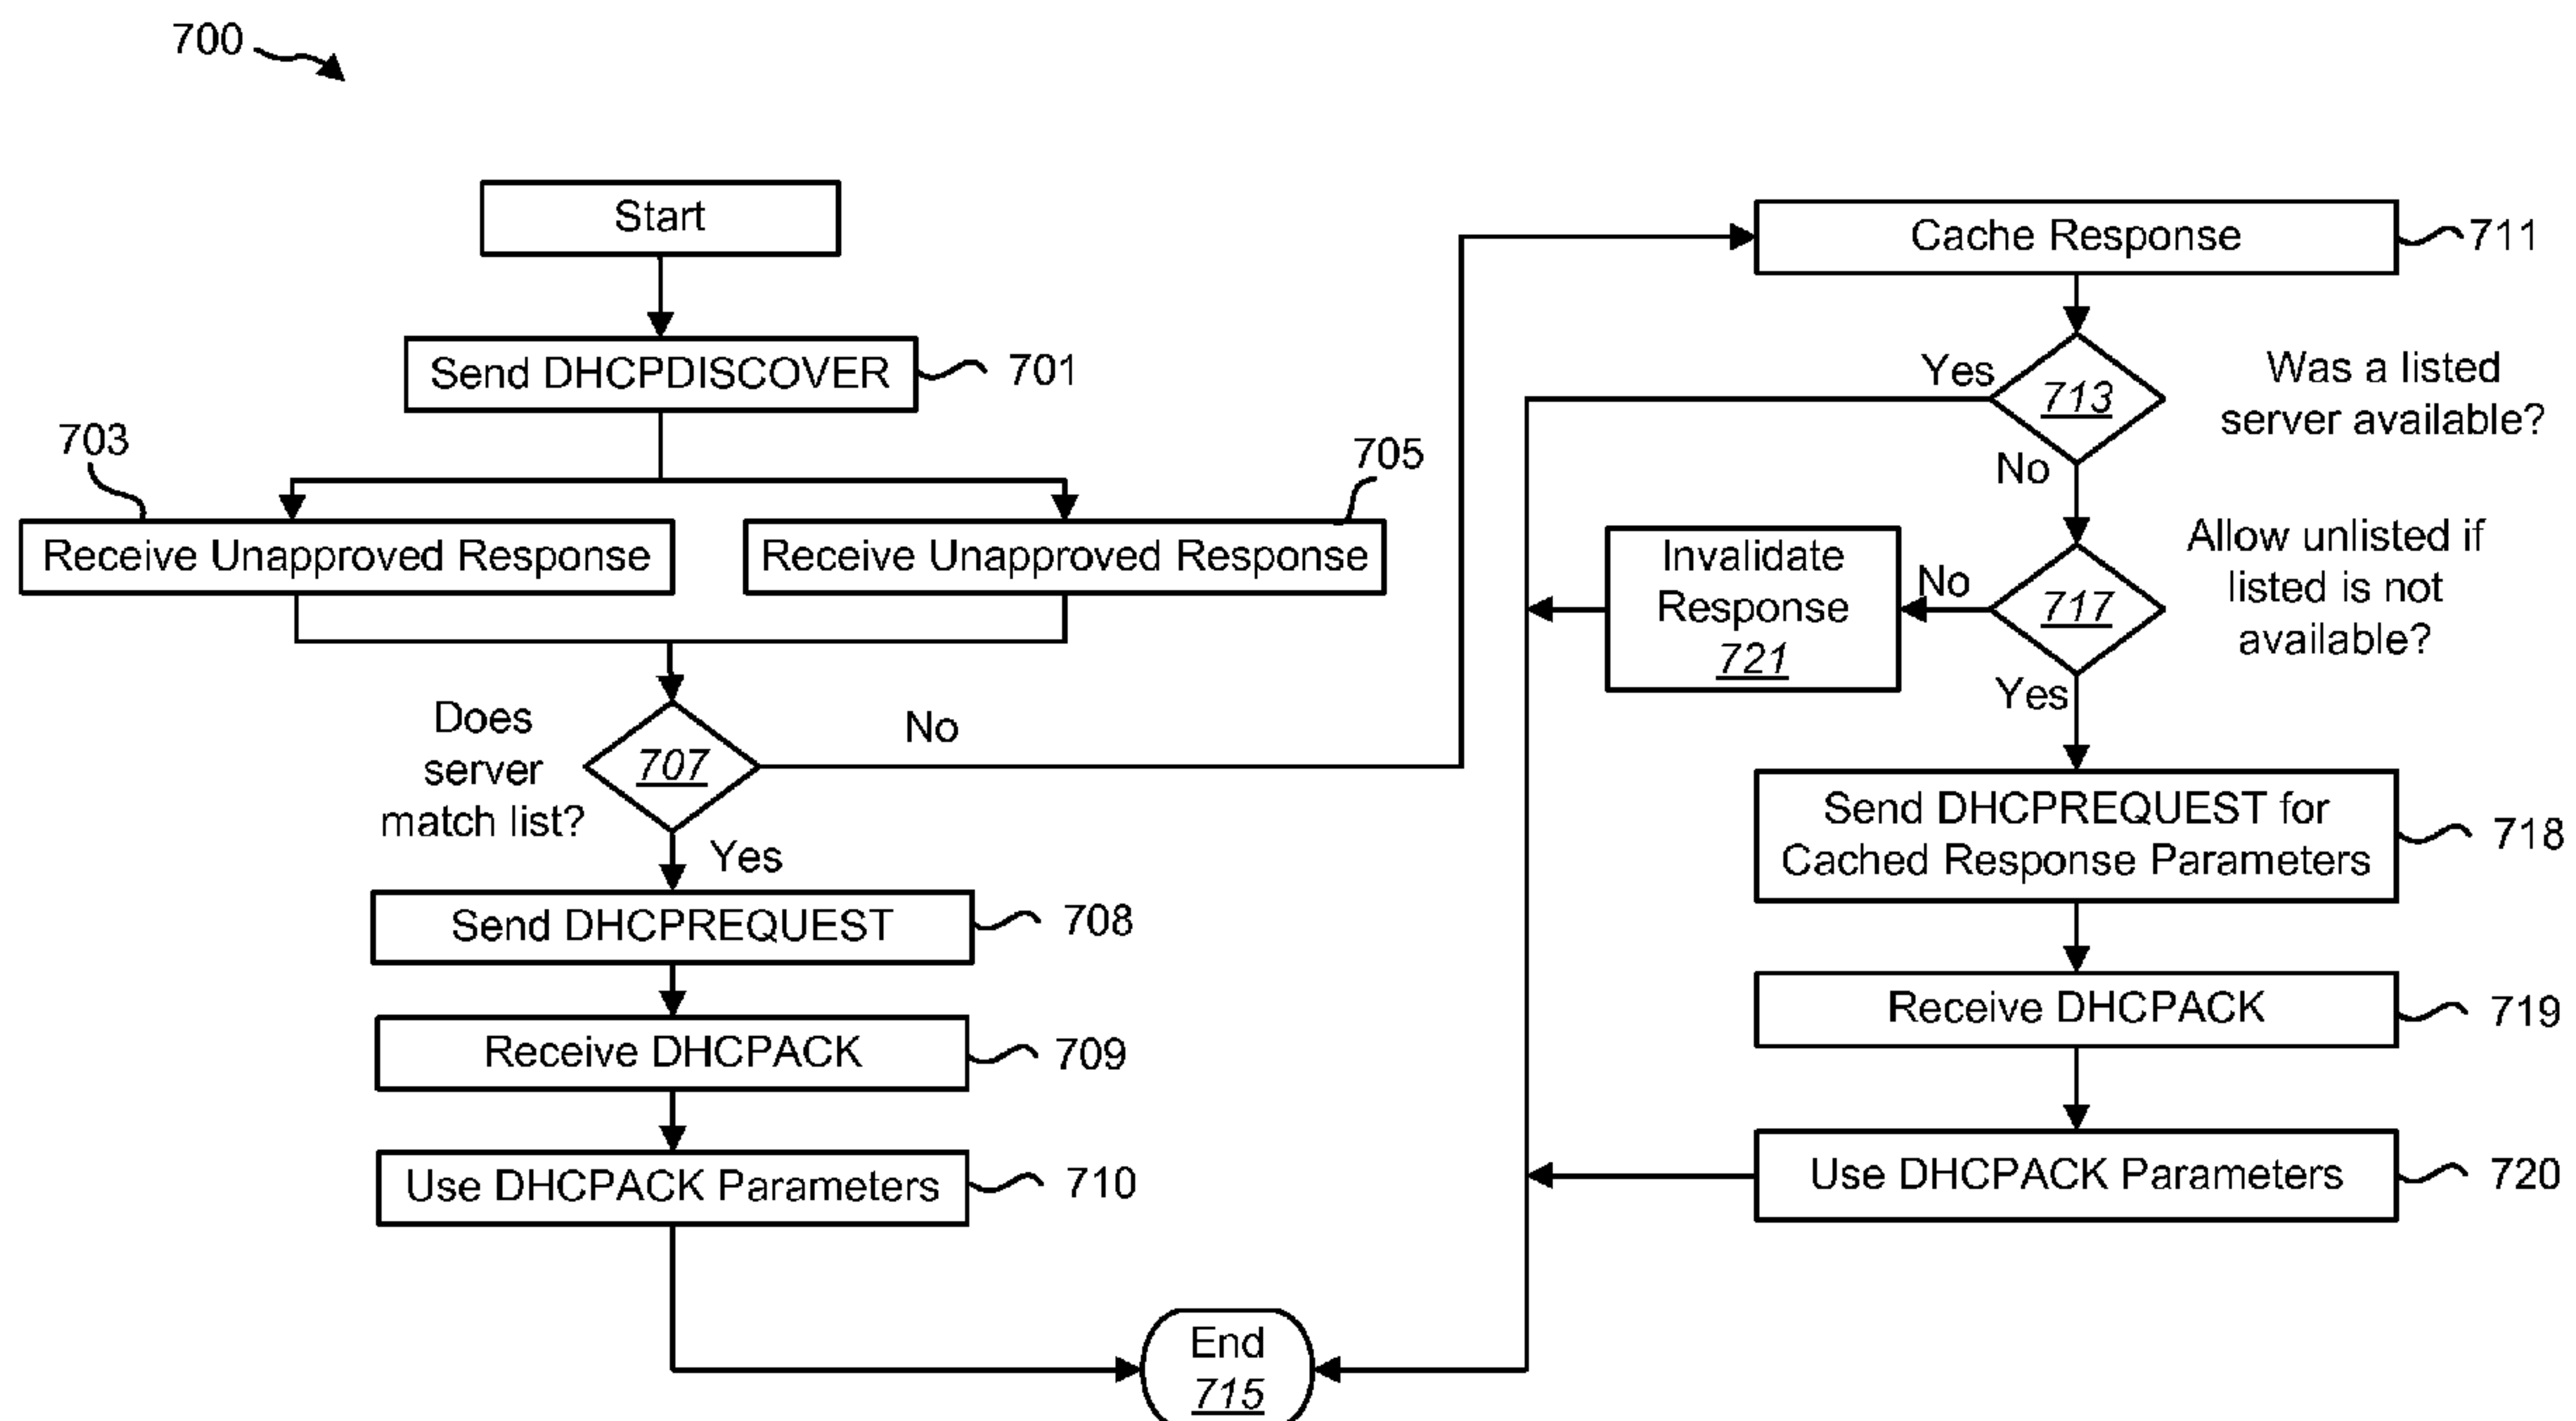 700
Start
Send DHCPDISCOVER
701
703
705
Receive Unapproved Response
Receive Unapproved Response
Does
server
match list?
707
No
Yes
Send DHCPREQUEST
708
Receive DHCPACK
709
Use DHCPACK Parameters
710
Cache Response
711
Yes
713
Was a listed
server available?
No
Invalidate
Response
721
No
717
Allow unlisted if
listed is not
available?
Yes
Send DHCPREQUEST for
Cached Response Parameters
718
Receive DHCPACK
719
Use DHCPACK Parameters
720
End
715